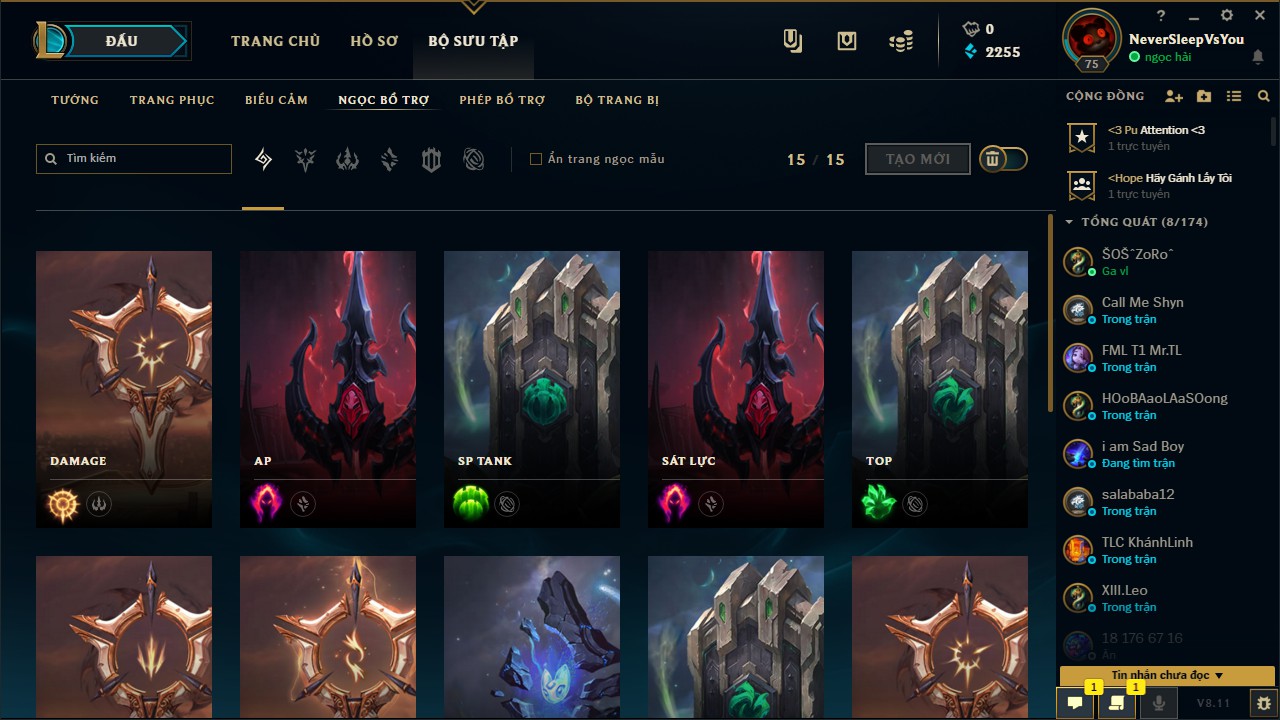 ĐẤU
TRANG CHỦ
HỒ SƠ
BỘ SƯU TẬP
0
2255
75
NeverSleepVsYou
ngọc hải
TƯỚNG
TRANG PHỤC
BIỂU CẢM
NGỌC BỔ TRỢ
PHÉP BỔ TRỢ
BỘ TRANG BỊ
Tìm kiếm
Ẩn trang ngọc mẫu
15 / 15
TẠO MỚI
DAMAGE
AP
SP TANK
SÁT LỰC
TOP
CỘNG ĐỒNG
<3 Pu Attention <3
1 trực tuyến
<Hope Hãy Gánh Lấy Tôi
1 trực tuyến
TỔNG QUÁT (8/174)
ŠOŠˆZoRoˆ
Ga vl
Call Me Shyn
Trong trận
FML T1 Mr.TL
Trong trận
HOoBAaoLAaSOong
Trong trận
i am Sad Boy
Đang tìm trận
salababa12
Trong trận
TLC KhánhLinh
Trong trận
XIII.Leo
Trong trận
18 176 67 16
Ẩn
Tin nhắn chưa đọc
1
1
V8.11